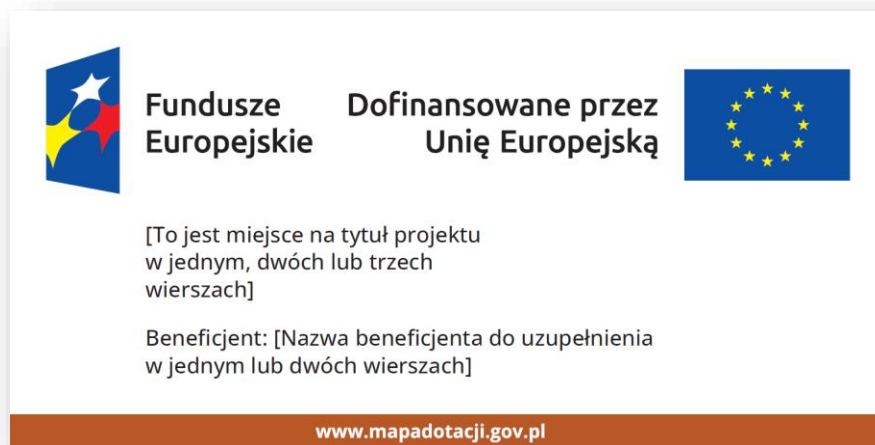 Fundusze
Europejskie
Dofinansowane przez
Unię Europejską
[To jest miejsce na tytuł projektu
w jednym, dwóch lub trzech
wierszach]
Beneficjent: [Nazwa beneficjenta do uzupełnienia
w jednym lub dwóch wierszach]
www.mapadotacji.gov.pl